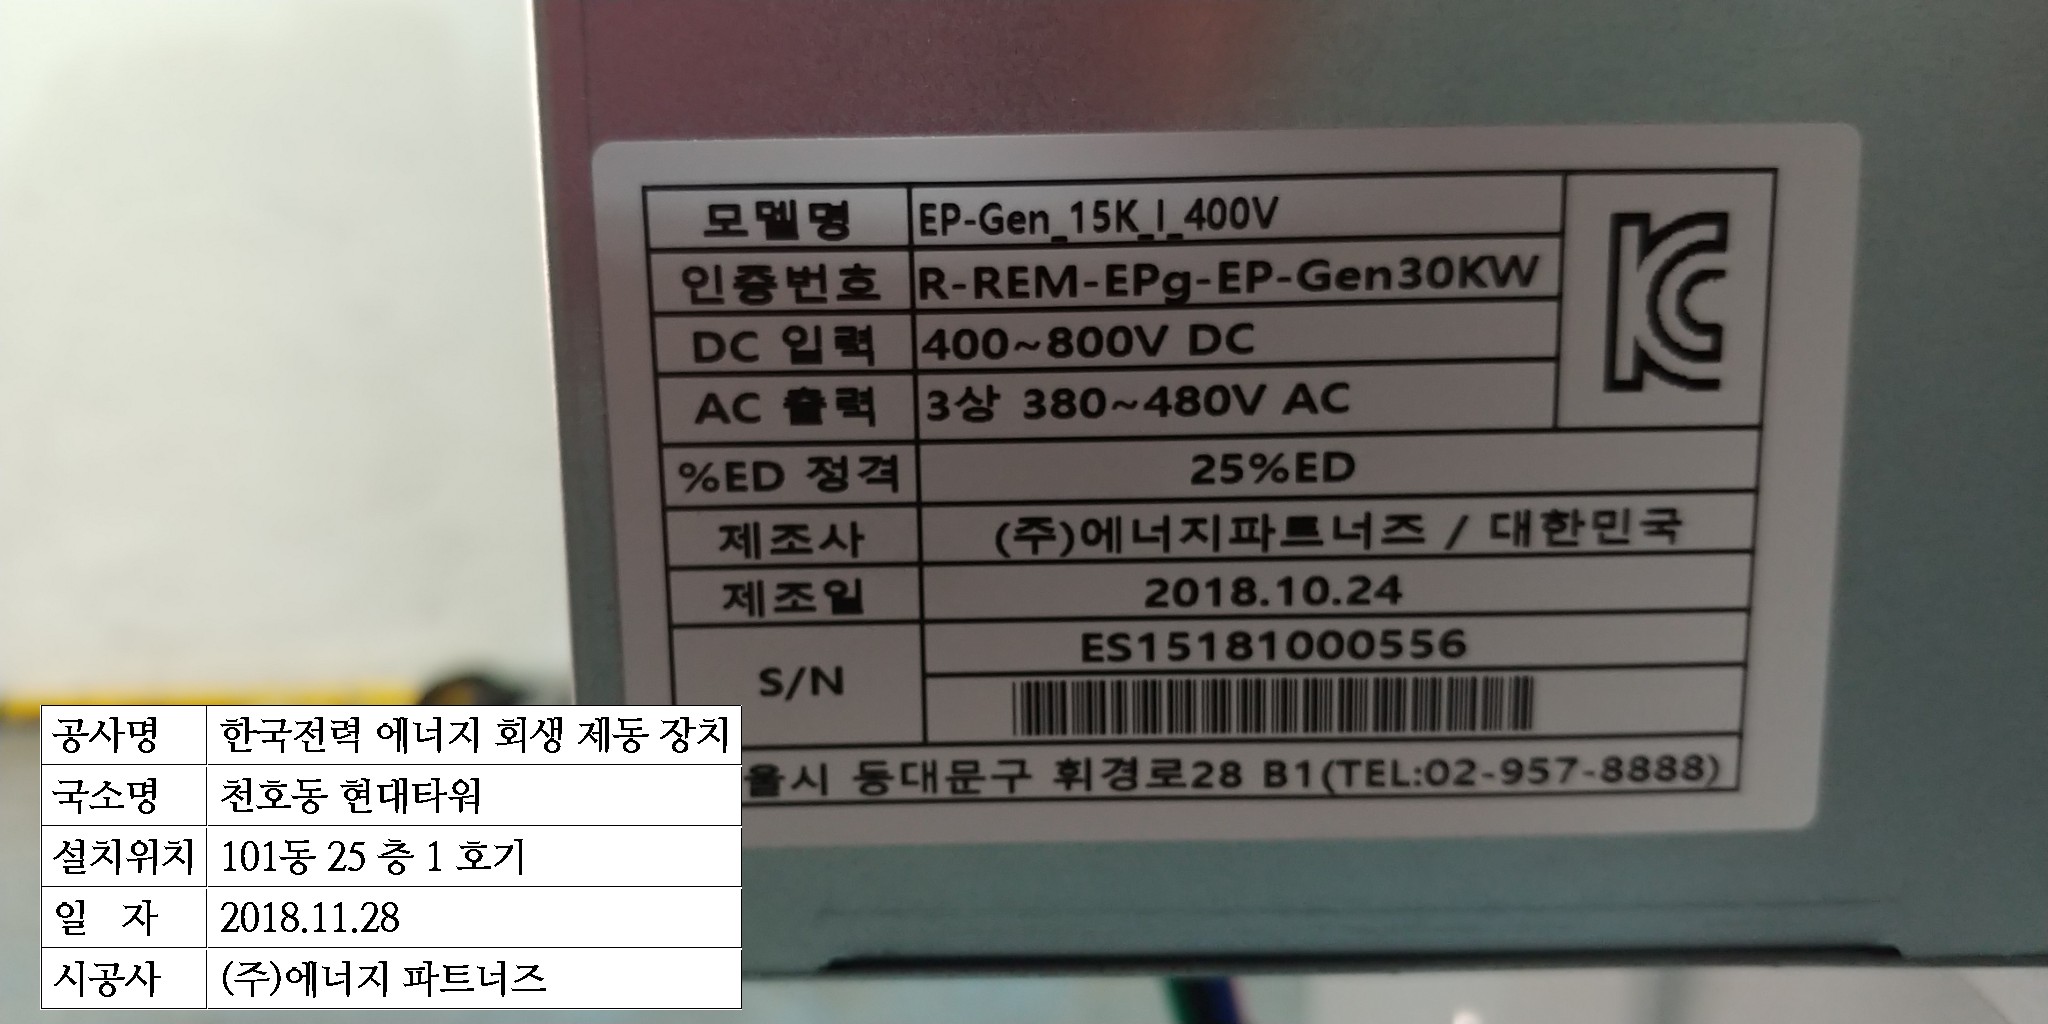 모델명 EP-Gen_15K_I_400V
인증번호 R-REM-EPg-EP-Gen30KW
DC 입력 400~800V DC
AC 출력 3상 380~480V AC
%ED 정격 25%ED
제조사 (주)에너지파트너즈 / 대한민국
제조일 2018.10.24
S/N ES15181000556
울시 동대문구 휘경로28 B1(TEL:02-957-8888)
공사명 한국전력 에너지 회생 제동 장치
국소명 천호동 현대타워
설치위치 101동 25 층 1 호기
일 자 2018.11.28
시공사 (주)에너지 파트너즈